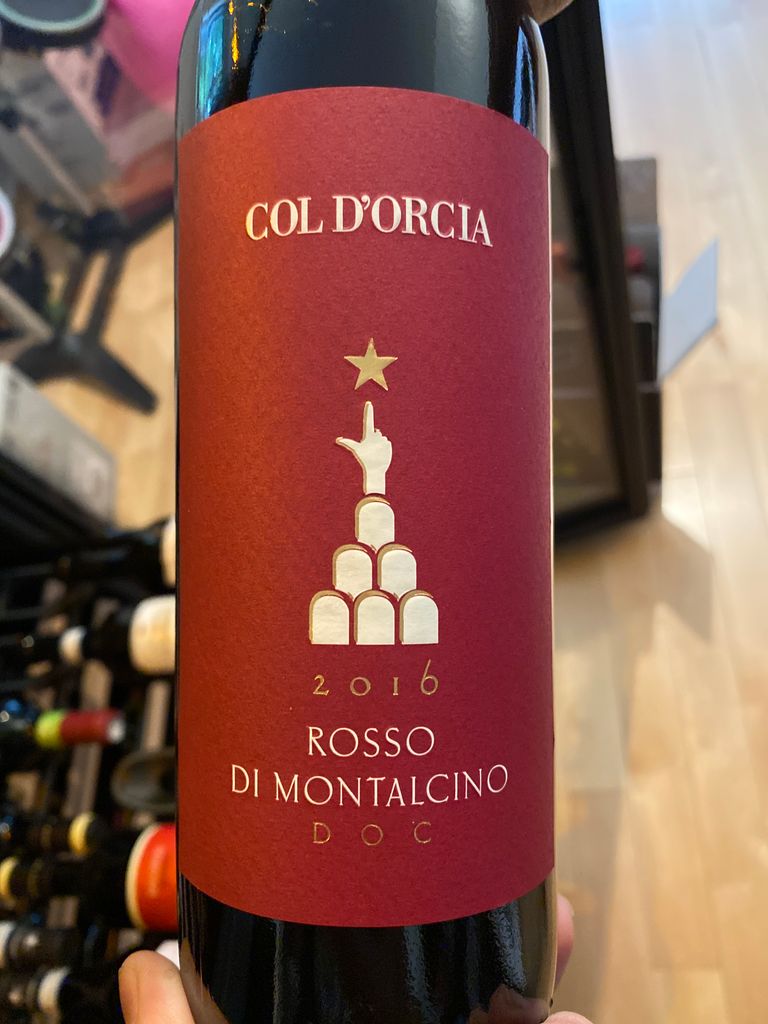 COL D'ORCIA
2016
ROSSO
DI MONTALCINO
DOC